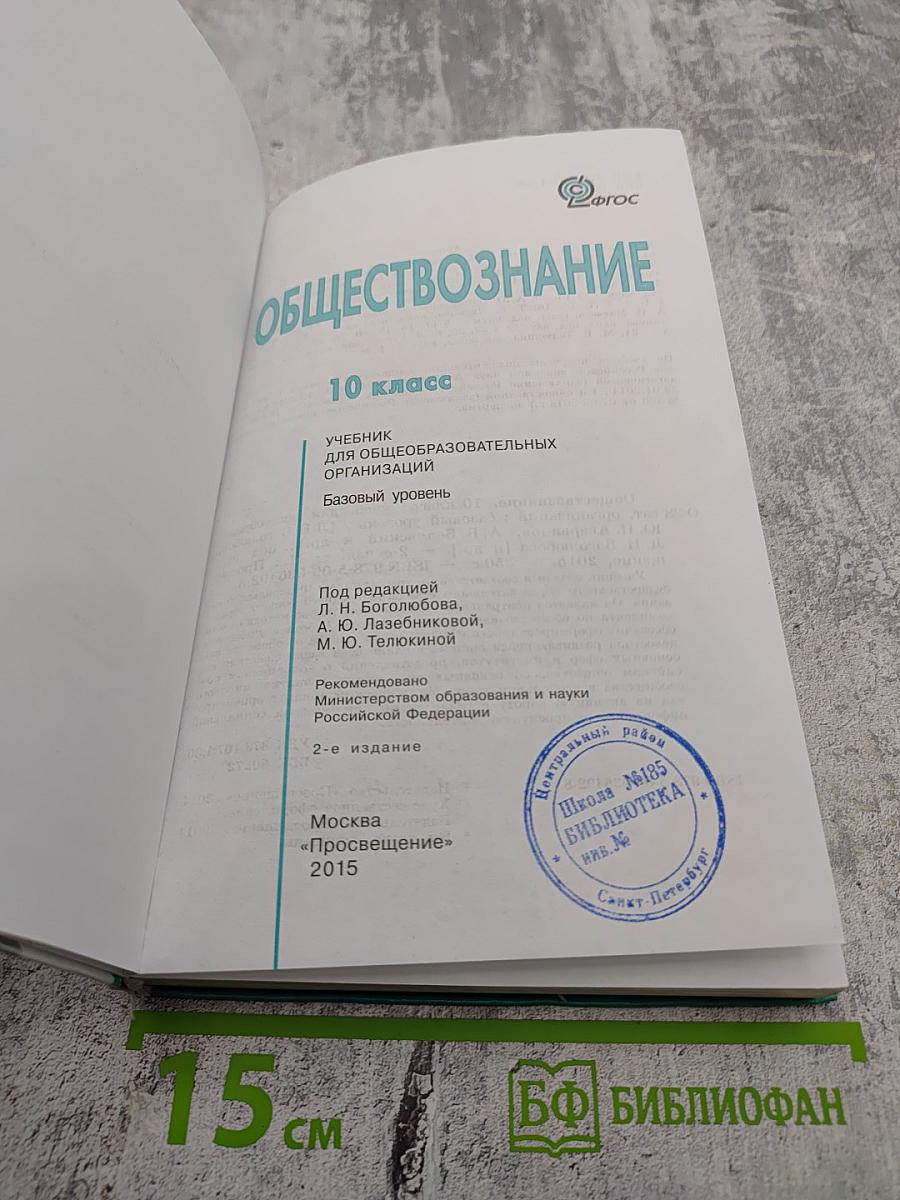 ФГОС
ОБЩЕСТВОЗНАНИЕ
10 класс
УЧЕБНИК
ДЛЯ ОБЩЕОБРАЗОВАТЕЛЬНЫХ
ОРГАНИЗАЦИЙ
Базовый уровень
Под редакцией
Л. Н. Боголюбова,
А. Ю. Лазебниковой,
М. Ю. Телюкиной
Рекомендовано
Министерством образования и науки
Российской Федерации
2-е издание
Москва
«Просвещение»
2015
Центральный район
Школа №185
БИБЛИОТЕКА
инв.№
Санкт-Петербург
15 см
БФ БИБЛИОФАН